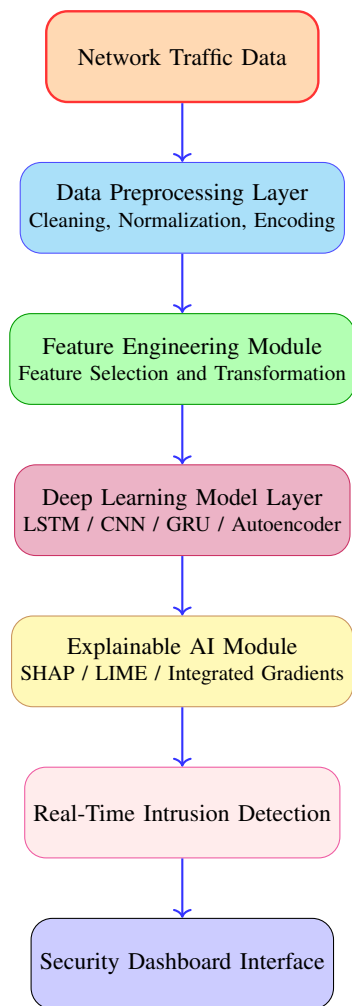 Network Traffic Data
Data Preprocessing Layer
Cleaning, Normalization, Encoding
Feature Engineering Module
Feature Selection and Transformation
Deep Learning Model Layer
LSTM / CNN / GRU / Autoencoder
Explainable AI Module
SHAP / LIME / Integrated Gradients
Real-Time Intrusion Detection
Security Dashboard Interface